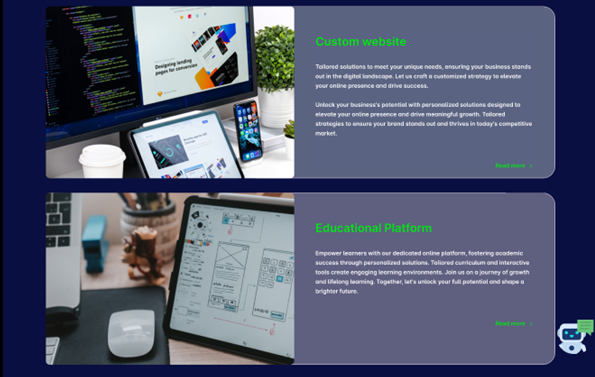 Custom website
Tailored solutions to meet your unique needs, ensuring your business stands
out in the digital landscape. Let us craft a customized strategy to elevate
your online presence and drive success.
Unlock your business's potential with personalized solutions designed to
elevate your online presence and drive meaningful growth. Tailored
strategies to ensure your brand stands out and thrives in today's competitive
market.
Read more
Designing landing
pages for conversion
Educational Platform
Empower learners with our dedicated online platform, fostering academic
success through personalized solutions. Tailored curriculum and interactive
tools create engaging learning environments. Join us on a journey of growth
and lifelong learning. Together, let's unlock your full potential and shape a
brighter future.
Read more